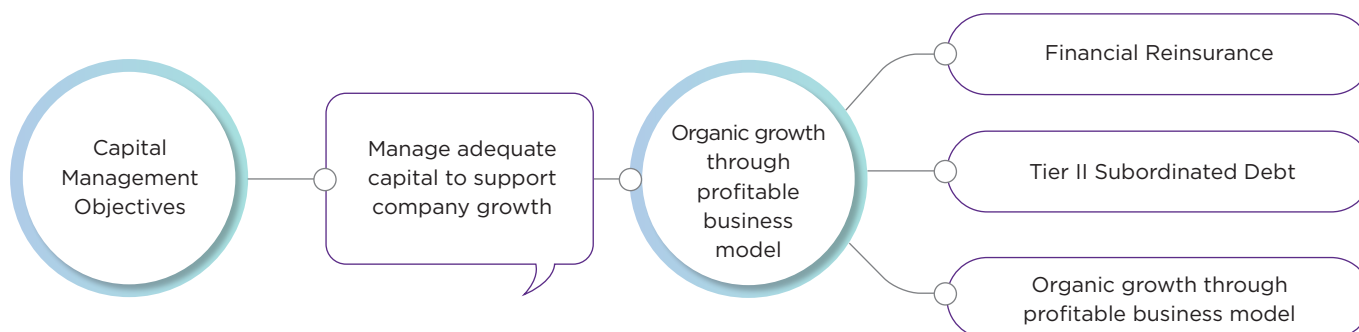 Capital
Management
Objectives
Manage adequate
capital to support
company growth
Organic growth
through
profitable
business
model
Financial Reinsurance
Tier II Subordinated Debt
Organic growth through
profitable business model